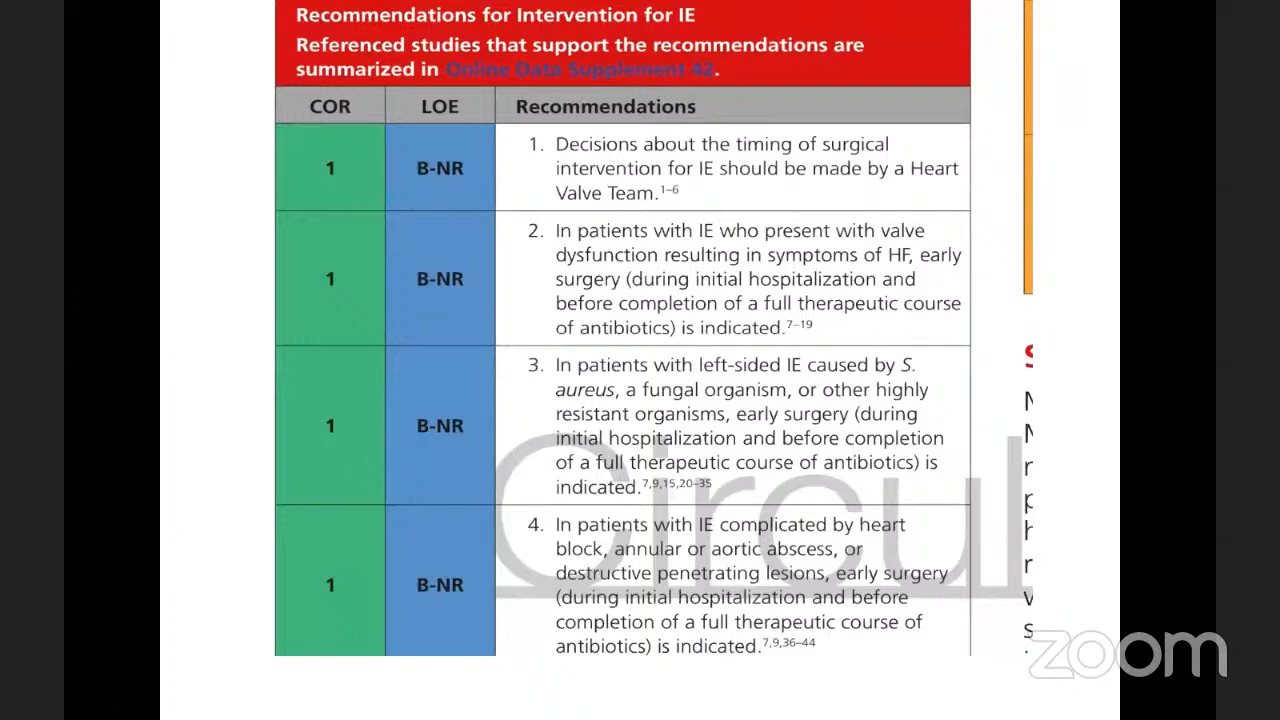 Recommendations for Intervention for IE
Referenced studies that support the recommendations are
summarized in Online Data Supplement 42.
COR LOE Recommendations
1 B-NR 1. Decisions about the timing of surgical
intervention for IE should be made by a Heart
Valve Team.1–6
1 B-NR 2. In patients with IE who present with valve
dysfunction resulting in symptoms of HF, early
surgery (during initial hospitalization and
before completion of a full therapeutic course
of antibiotics) is indicated.7–19
1 B-NR 3. In patients with left-sided IE caused by S.
aureus, a fungal organism, or other highly
resistant organisms, early surgery (during
initial hospitalization and before completion
of a full therapeutic course of antibiotics) is
indicated.7,9,15,20–35
1 B-NR 4. In patients with IE complicated by heart
block, annular or aortic abscess, or
destructive penetrating lesions, early surgery
(during initial hospitalization and before
completion of a full therapeutic course of
antibiotics) is indicated.7,9,36–44
Circul
zoom